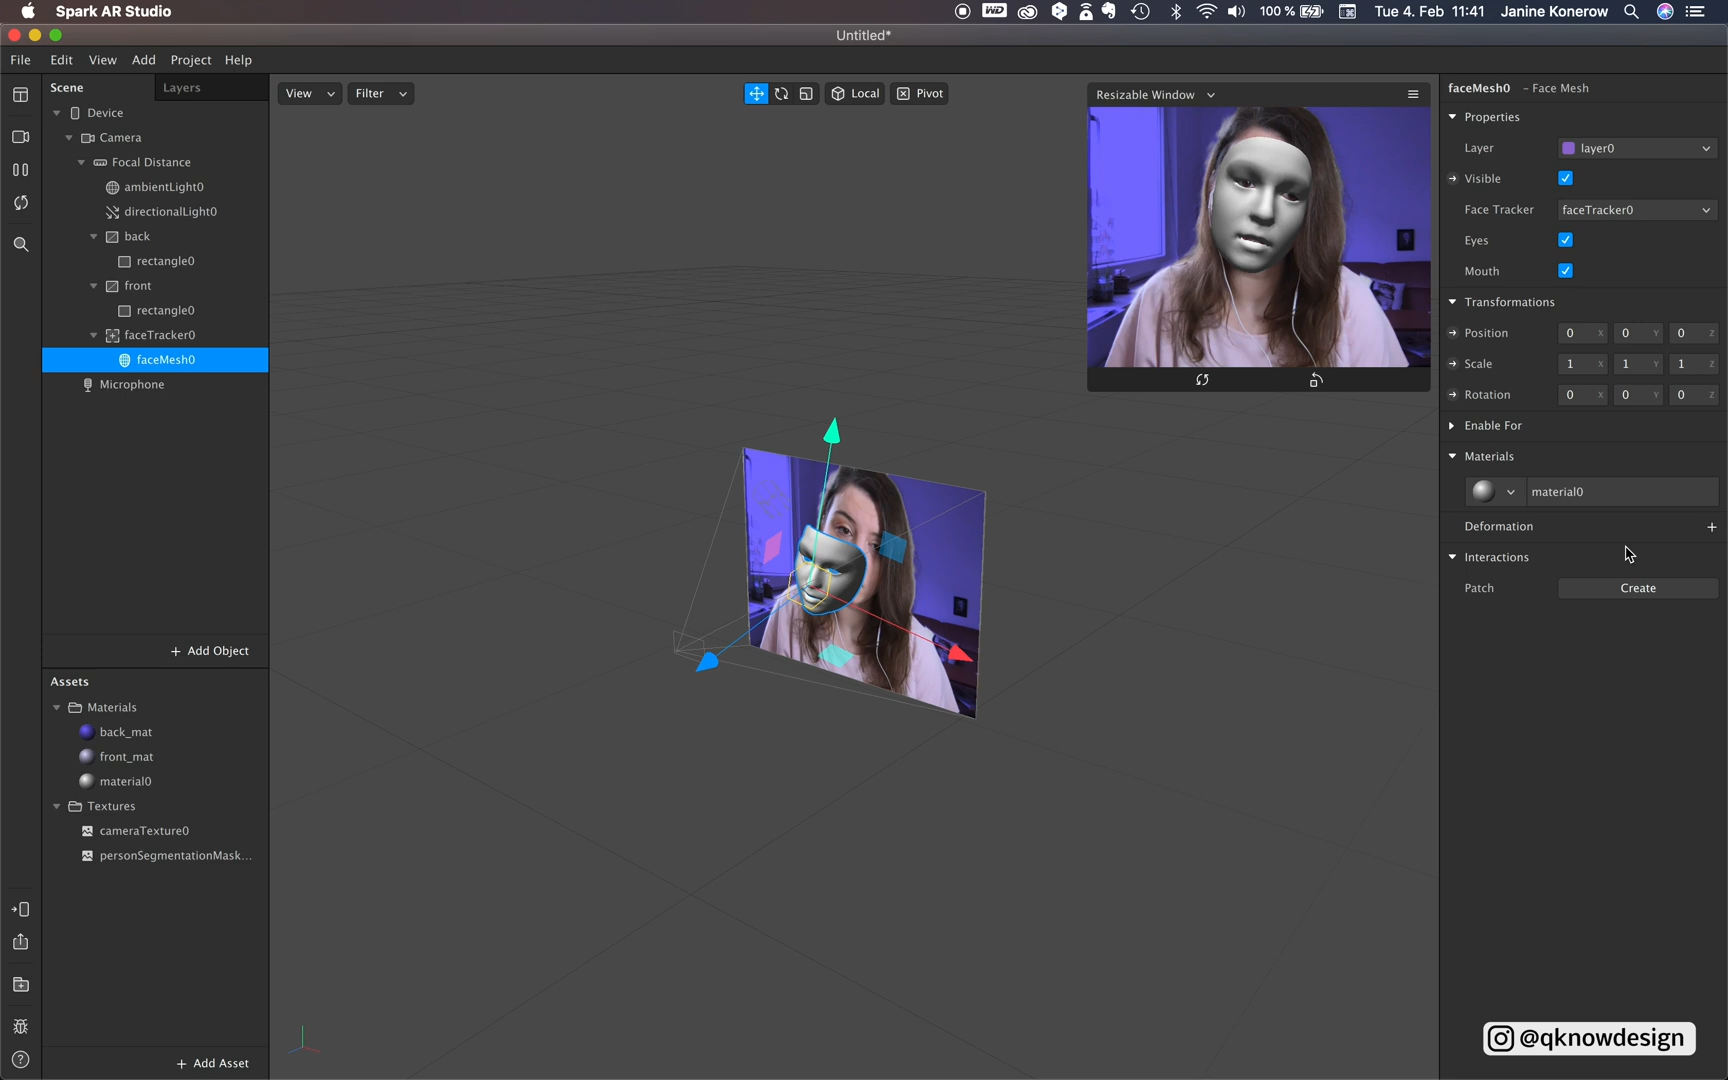 Spark AR Studio
WD
100 %
Tue 4. Feb 11:41
Janine Konerow
Untitled*
File Edit View Add Project Help
Scene
Layers
Device
Camera
Focal Distance
ambientLight0
directionalLight0
back
rectangle0
front
rectangle0
faceTracker0
faceMesh0
Microphone
+ Add Object
Assets
Materials
back_mat
front_mat
material0
Textures
cameraTexture0
personSegmentationMask...
+ Add Asset
View
Filter
Local
Pivot
Resizable Window
faceMesh0 - Face Mesh
Properties
Layer layer0
Visible
Face Tracker faceTracker0
Eyes
Mouth
Transformations
Position 0 X 0 Y 0 Z
Scale 1 X 1 Y 1 Z
Rotation 0 X 0 Y 0 Z
Enable For
Materials
material0
Deformation +
Interactions
Patch Create
@qknowdesign